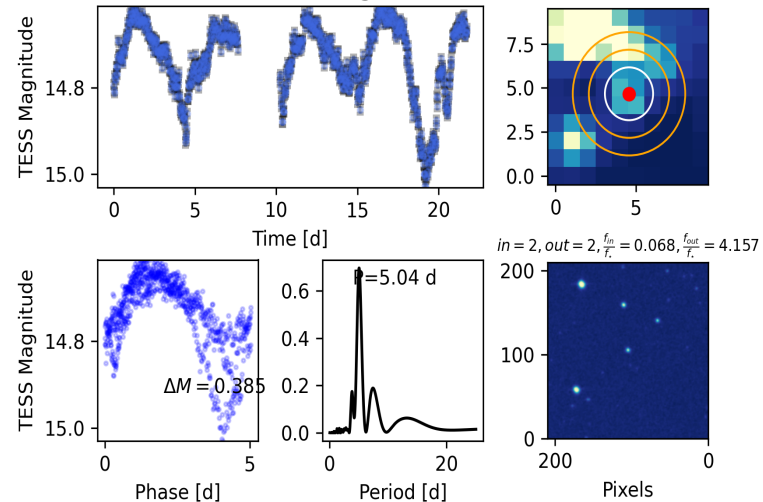 TESS Magnitude
14.8
15.0
0 5 10 15 20
Time [d]
7.5
5.0
2.5
0.0
0 5
in = 2, out = 2, f_in/f_* = 0.068, f_out/f_* = 4.157
TESS Magnitude
14.8
15.0
ΔM = 0.385
0 5
Phase [d]
P=5.04 d
0.6
0.4
0.2
0.0
0 20
Period [d]
200
100
0
200 0
Pixels